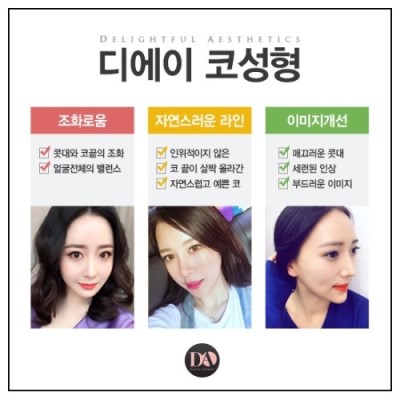 DELIGHTFUL AESTHETICS
디에이 코성형
조화로움
콧대와 코끝의 조화
얼굴전체의 밸런스
자연스러운 라인
인위적이지 않은
코 끝이 살짝 올라간
자연스럽고 예쁜 코
이미지개선
매끄러운 콧대
세련된 인상
부드러운 이미지
DA